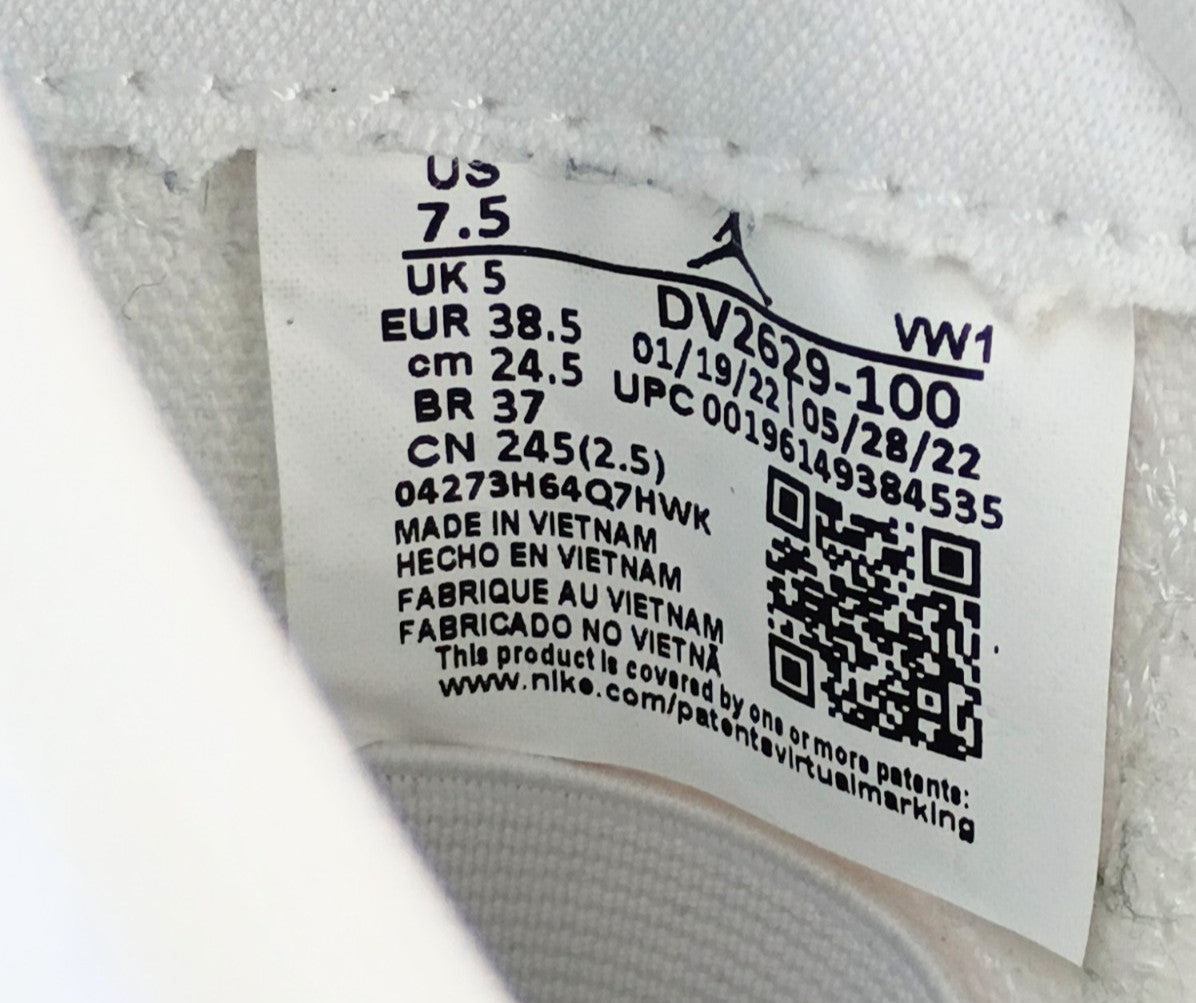 US
7.5
UK 5
EUR 38.5
cm 24.5
BR 37
CN 245(2.5)
VW1
DV2629-100
01/19/22|05/28/22
UPC 00196149384535
04273H64Q7HWK
MADE IN VIETNAM
HECHO EN VIETNAM
FABRIQUE AU VIETNAM
FABRICADO NO VIETNÃ
This product is covered by one or more patents:
www.nike.com/patentsvirtualmarking